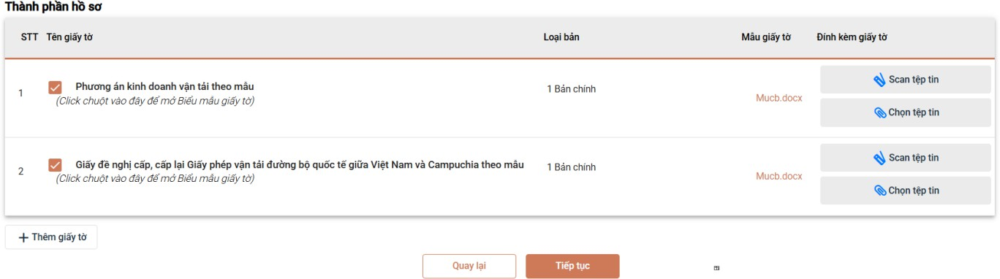 Thành phần hồ sơ
STT Tên giấy tờ Loại bản Mẫu giấy tờ Đính kèm giấy tờ
1 Phương án kinh doanh vận tải theo mẫu 1 Bản chính Mucb.docx Scan tệp tin
(Click chuột vào đây để mở Biểu mẫu giấy tờ) Chọn tệp tin
2 Giấy đề nghị cấp, cấp lại Giấy phép vận tải đường bộ quốc tế giữa Việt Nam và Campuchia theo mẫu 1 Bản chính Mucb.docx Scan tệp tin
(Click chuột vào đây để mở Biểu mẫu giấy tờ) Chọn tệp tin
+ Thêm giấy tờ
Quay lại Tiếp tục